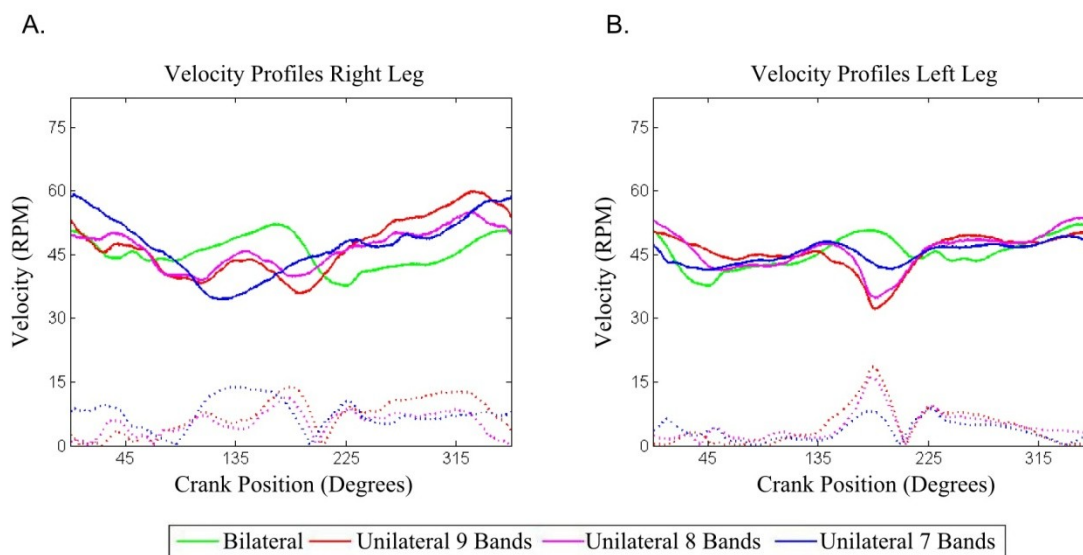 A.
Velocity Profiles Right Leg
Velocity (RPM)
75
60
45
30
15
0
45 135 225 315
Crank Position (Degrees)
B.
Velocity Profiles Left Leg
Velocity (RPM)
75
60
45
30
15
0
45 135 225 315
Crank Position (Degrees)
Bilateral Unilateral 9 Bands Unilateral 8 Bands Unilateral 7 Bands